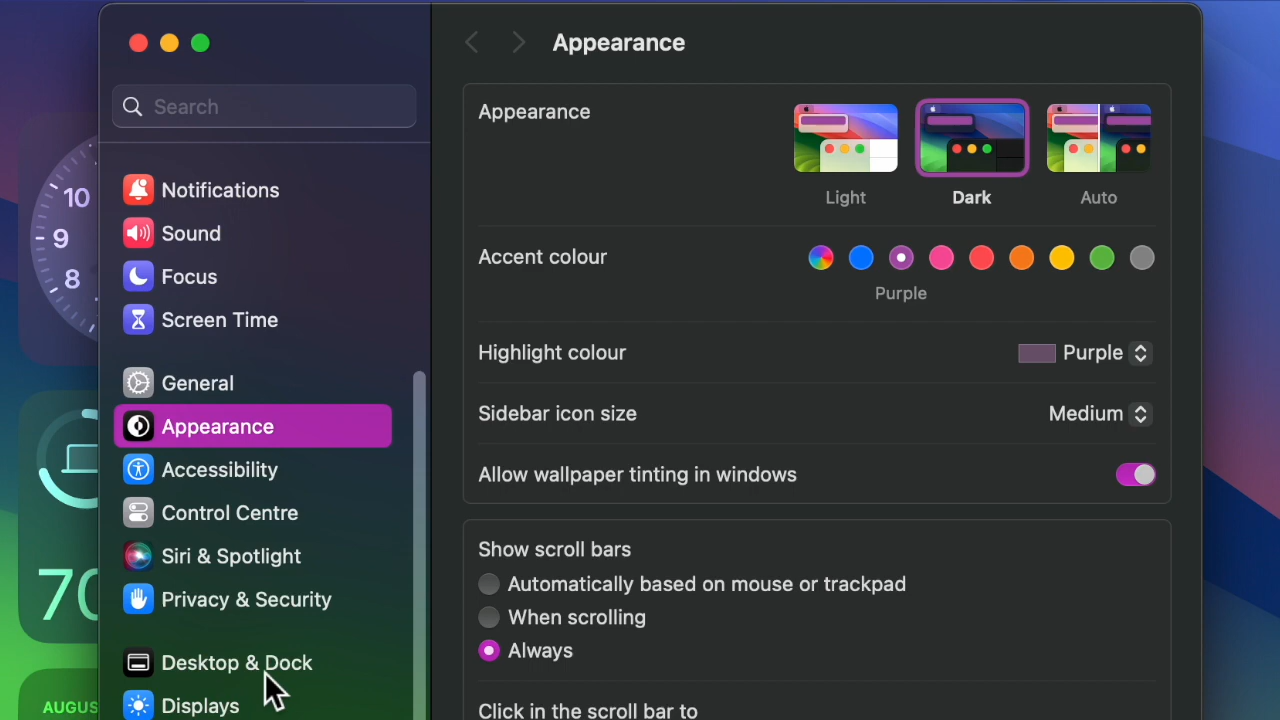 Appearance
Search
Notifications
Sound
Focus
Screen Time
General
Appearance
Accessibility
Control Centre
Siri & Spotlight
Privacy & Security
Desktop & Dock
Displays
Appearance
Light
Dark
Auto
Accent colour
Purple
Highlight colour
Purple
Sidebar icon size
Medium
Allow wallpaper tinting in windows
Show scroll bars
Automatically based on mouse or trackpad
When scrolling
Always
Click in the scroll bar to
10
9
8